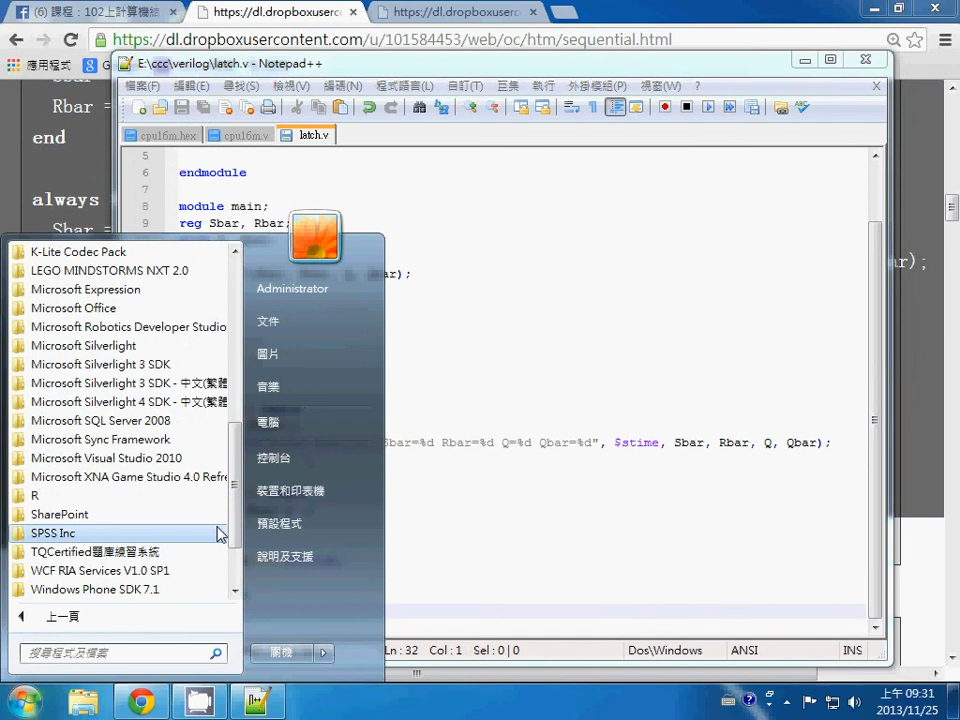 (6) 課程：102上計算機結
https://dl.dropboxuserco
https://dl.dropboxuserco
https://dl.dropboxusercontent.com/u/101584453/web/oc/htm/sequential.html
應用程式
E:\ccc\verilog\latch.v - Notepad++
檔案(F) 編輯(E) 尋找(S) 檢視(V) 編碼(N) 程式語言(L) 自訂(T) 巨集 執行 外掛模組(P) 視窗(W) ? X
cpu16m.hex cpu16m.v latch.v
Rbar =
end
always
Sbar =
5
6 endmodule
7
8 module main;
9 reg Sbar, Rbar;
bar);
ar);
Sbar=%d Rbar=%d Q=%d Qbar=%d", $stime, Sbar, Rbar, Q, Qbar);
K-Lite Codec Pack
LEGO MINDSTORMS NXT 2.0
Microsoft Expression
Microsoft Office
Microsoft Robotics Developer Studio
Microsoft Silverlight
Microsoft Silverlight 3 SDK
Microsoft Silverlight 3 SDK - 中文(繁體
Microsoft Silverlight 4 SDK - 中文(繁體
Microsoft SQL Server 2008
Microsoft Sync Framework
Microsoft Visual Studio 2010
Microsoft XNA Game Studio 4.0 Refre
R
SharePoint
SPSS Inc
TQCertified題庫練習系統
WCF RIA Services V1.0 SP1
Windows Phone SDK 7.1
上一頁
搜尋程式及檔案
Administrator
文件
圖片
音樂
電腦
控制台
裝置和印表機
預設程式
說明及支援
關機
Ln : 32 Col : 1 Sel : 0 | 0 Dos\Windows ANSI INS
上午 09:31
2013/11/25